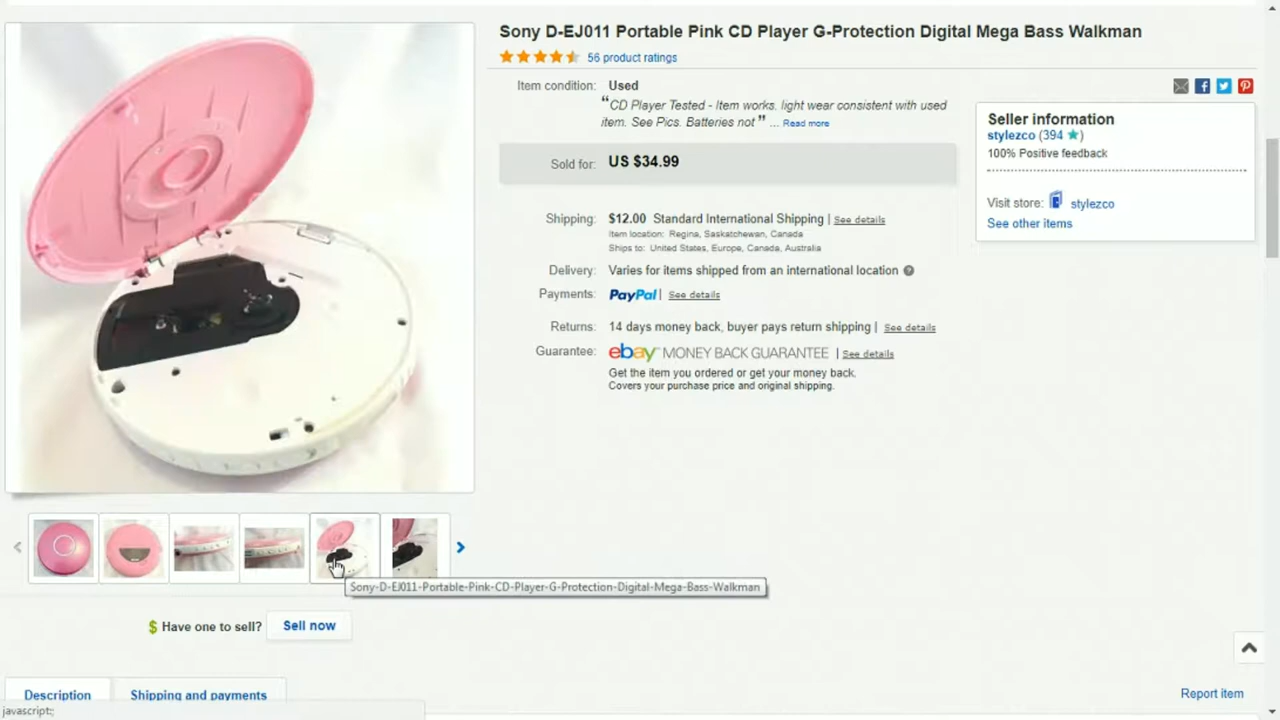 Sony D-EJ011 Portable Pink CD Player G-Protection Digital Mega Bass Walkman
56 product ratings
Item condition: Used
“CD Player Tested - Item works. light wear consistent with used
item. See Pics. Batteries not” ... Read more
Sold for: US $34.99
Shipping: $12.00 Standard International Shipping | See details
Item location: Regina, Saskatchewan, Canada
Ships to: United States, Europe, Canada, Australia
Delivery: Varies for items shipped from an international location
Payments: PayPal | See details
Returns: 14 days money back, buyer pays return shipping | See details
Guarantee: ebay MONEY BACK GUARANTEE | See details
Get the item you ordered or get your money back.
Covers your purchase price and original shipping.
Seller information
stylezco (394 ★)
100% Positive feedback
Visit store: stylezco
See other items
Sony-D-EJ011-Portable-Pink-CD-Player-G-Protection-Digital-Mega-Bass-Walkman
$ Have one to sell? Sell now
Description Shipping and payments
Report item
javascript:;